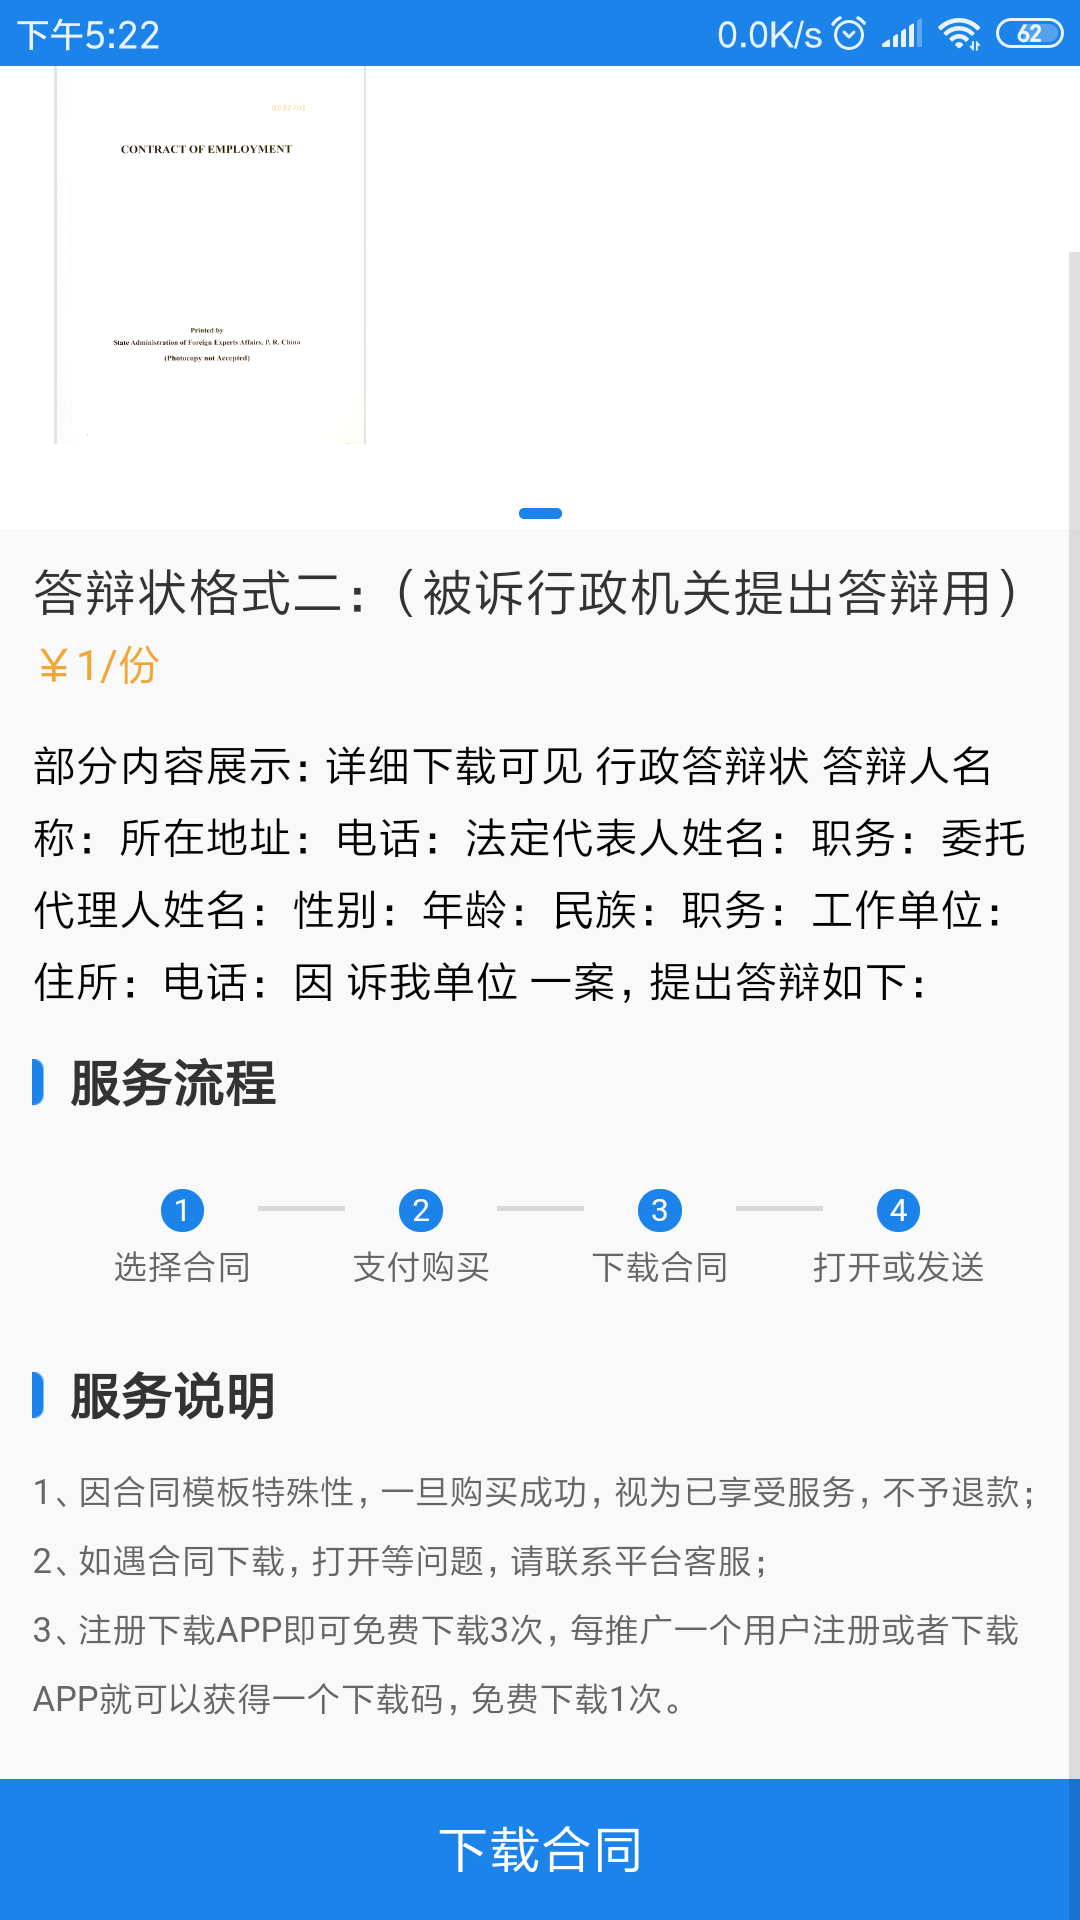 下午5:22 0.0K/s 62
0032701
CONTRACT OF EMPLOYMENT
Printed by
State Administration of Foreign Experts Affairs, P. R. China
(Photocopy not Accepted)
答辩状格式二：（被诉行政机关提出答辩用）
￥1/份
部分内容展示：详细下载可见 行政答辩状 答辩人名
称：所在地址：电话：法定代表人姓名：职务：委托
代理人姓名：性别：年龄：民族：职务：工作单位：
住所：电话：因 诉我单位 一案，提出答辩如下：
服务流程
1 2 3 4
选择合同 支付购买 下载合同 打开或发送
服务说明
1、因合同模板特殊性，一旦购买成功，视为已享受服务，不予退款；
2、如遇合同下载，打开等问题，请联系平台客服；
3、注册下载APP即可免费下载3次，每推广一个用户注册或者下载
APP就可以获得一个下载码，免费下载1次。
下载合同